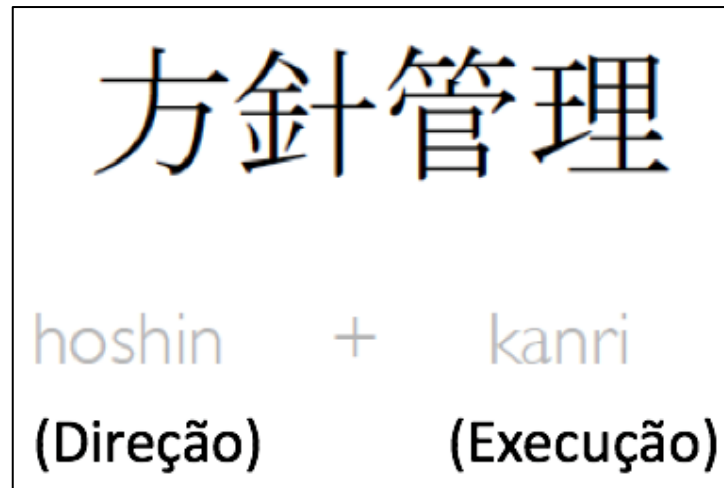 方針管理
hoshin + kanri
(Direção) (Execução)